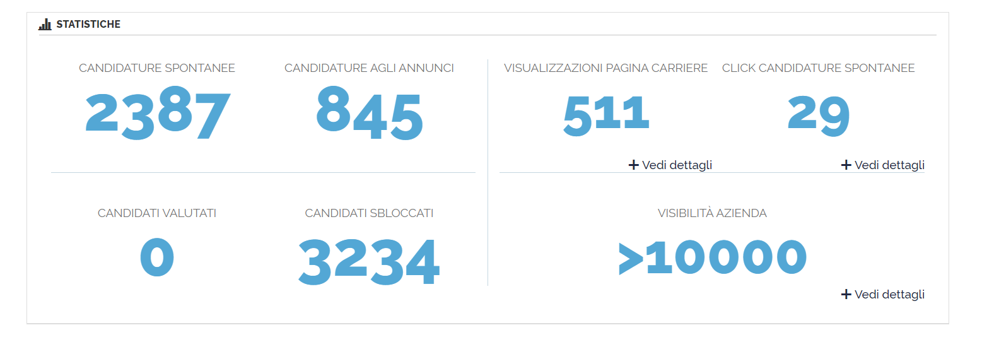 STATISTICHE
CANDIDATURE SPONTANEE
2387
CANDIDATURE AGLI ANNUNCI
845
VISUALIZZAZIONI PAGINA CARRIERE
511
+ Vedi dettagli
CLICK CANDIDATURE SPONTANEE
29
+ Vedi dettagli
CANDIDATI VALUTATI
0
CANDIDATI SBLOCCATI
3234
VISIBILITÀ AZIENDA
>10000
+ Vedi dettagli